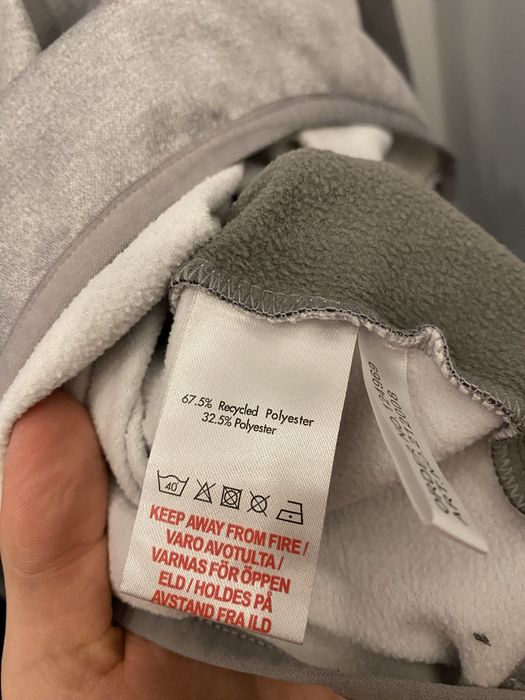 67.5% Recycled Polyester
32.5% Polyester
40
KEEP AWAY FROM FIRE /
VARO AVOTULTA /
VARNAS FÖR ÖPPEN
ELD / HOLDES PÅ
AVSTAND FRA ILD